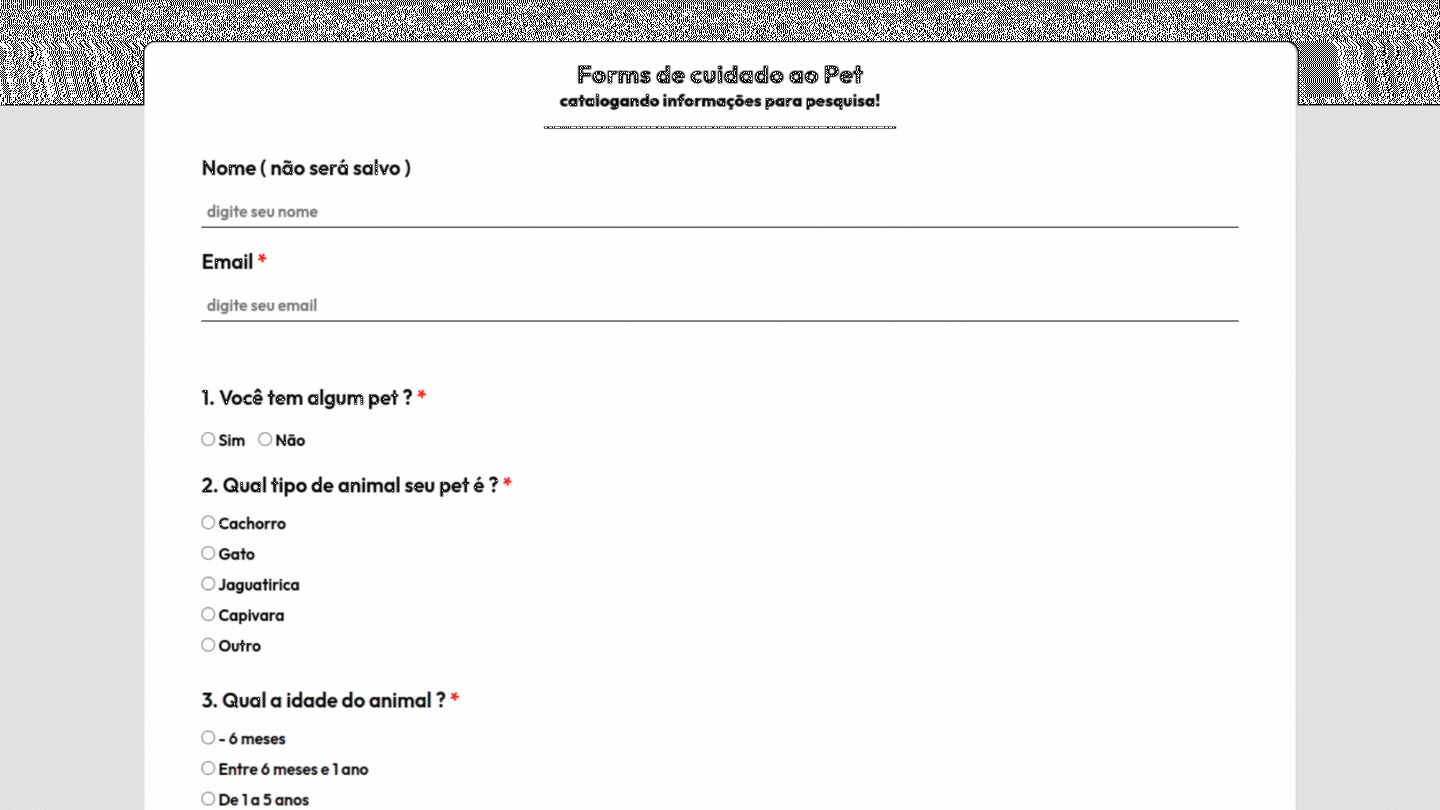 Forms de cuidado ao Pet
catalogando informações para pesquisa!
Nome ( não será salvo )
digite seu nome
Email *
digite seu email
1. Você tem algum pet ? *
Sim Não
2. Qual tipo de animal seu pet é ? *
Cachorro
Gato
Jaguatirica
Capivara
Outro
3. Qual a idade do animal ? *
- 6 meses
Entre 6 meses e 1 ano
De 1 a 5 anos